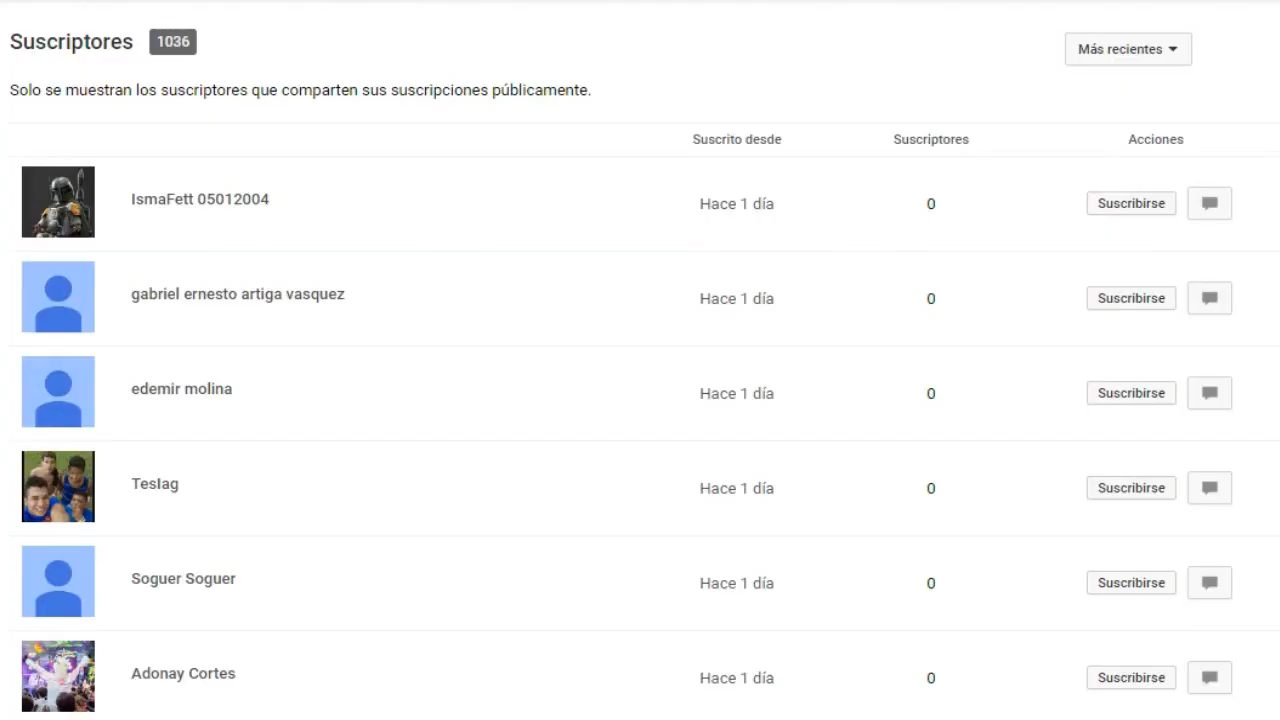 Suscriptores 1036
Más recientes
Solo se muestran los suscriptores que comparten sus suscripciones públicamente.
Suscrito desde Suscriptores Acciones
IsmaFett 05012004 Hace 1 día 0 Suscribirse
gabriel ernesto artiga vasquez Hace 1 día 0 Suscribirse
edemir molina Hace 1 día 0 Suscribirse
Teslag Hace 1 día 0 Suscribirse
Soguer Soguer Hace 1 día 0 Suscribirse
Adonay Cortes Hace 1 día 0 Suscribirse